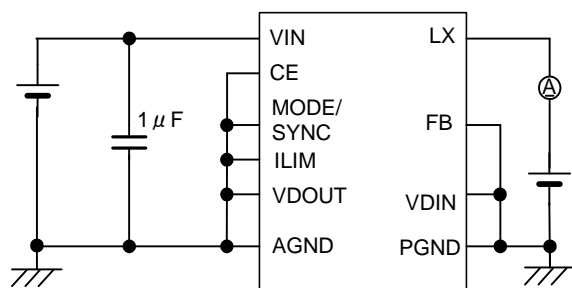 VIN
LX
CE
A
MODE/
SYNC
1μF
FB
ILIM
VDOUT
VDIN
AGND
PGND